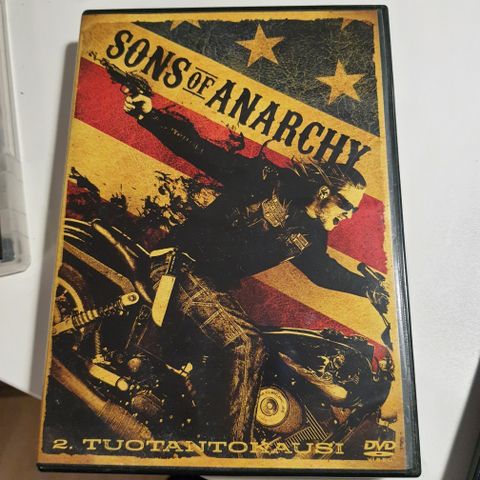 SONS OF ANARCHY
2. TUOTANTOKAUSI
DVD